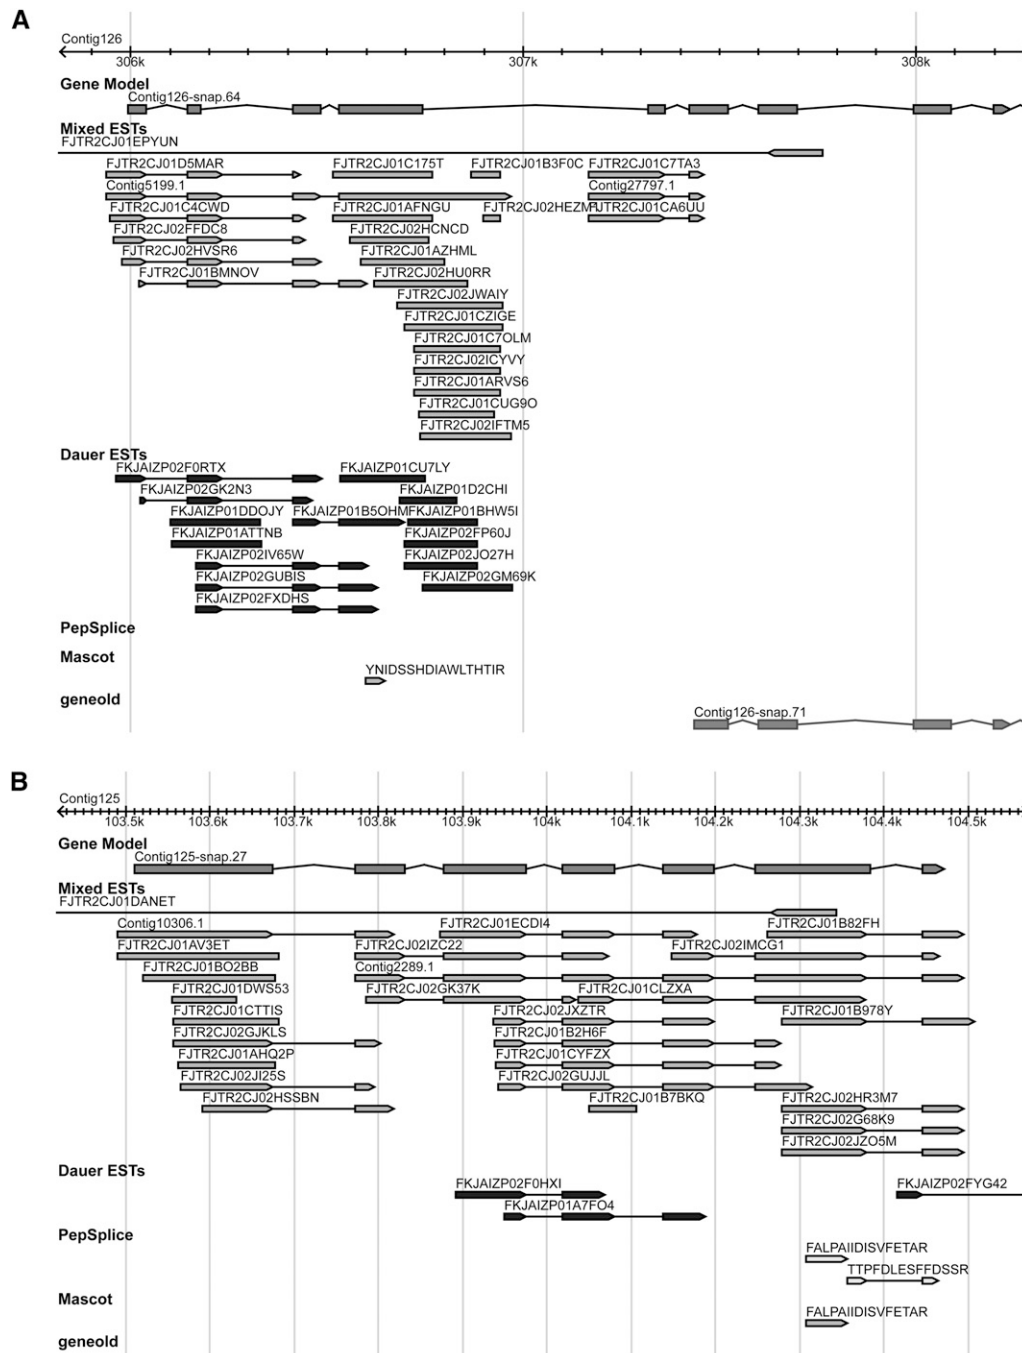 A
Contig126
306k 307k 308k
Gene Model
Contig126-snap.64
Mixed ESTs
FJTR2CJ01EPYUN
FJTR2CJ01D5MAR FJTR2CJ01C175T FJTR2CJ01B3F0C FJTR2CJ01C7TA3
Contig5199.1 Contig27797.1
FJTR2CJ01C4CWD FJTR2CJ01AFNGU FJTR2CJ02HEZM FJTR2CJ01CA6UU
FJTR2CJ02FFDC8 FJTR2CJ02HCNCD
FJTR2CJ02HVSR6 FJTR2CJ01AZHML
FJTR2CJ01BMNOV FJTR2CJ02HU0RR
FJTR2CJ02JWAIY
FJTR2CJ01CZIGE
FJTR2CJ01C7OLM
FJTR2CJ02ICYVY
FJTR2CJ01ARVS6
FJTR2CJ01CUG9O
FJTR2CJ02IFTM5
Dauer ESTs
FKJAIZP02F0RTX FKJAIZP01CU7LY
FKJAIZP02GK2N3 FKJAIZP01D2CHI
FKJAIZP01DDOJY FKJAIZP01B5OHM FKJAIZP01BHW5I
FKJAIZP01ATTNB FKJAIZP02FP60J
FKJAIZP02IV65W FKJAIZP02JO27H
FKJAIZP02GUBIS FKJAIZP02GM69K
FKJAIZP02FXDHS
PepSplice
Mascot
YNIDSSHDIAWLTHTIR
geneold
Contig126-snap.71
B
Contig125
103.5k 103.6k 103.7k 103.8k 103.9k 104k 104.1k 104.2k 104.3k 104.4k 104.5k
Gene Model
Contig125-snap.27
Mixed ESTs
FJTR2CJ01DANET
Contig10306.1 FJTR2CJ01ECDI4 FJTR2CJ01B82FH
FJTR2CJ01AV3ET FJTR2CJ02IZC22 FJTR2CJ02IMCG1
FJTR2CJ01BO2BB Contig2289.1
FJTR2CJ01DWS53 FJTR2CJ02GK37K FJTR2CJ01CLZXA
FJTR2CJ01CTTIS FJTR2CJ02JXZTR FJTR2CJ01B978Y
FJTR2CJ02GJKLS FJTR2CJ01B2H6F
FJTR2CJ01AHQ2P FJTR2CJ01CYFZX
FJTR2CJ02JI25S FJTR2CJ02GUJJL
FJTR2CJ02HSSBN FJTR2CJ01B7BKQ FJTR2CJ02HR3M7
FJTR2CJ02G68K9
FJTR2CJ02JZO5M
Dauer ESTs
FKJAIZP02F0HXI FKJAIZP02FYG42
FKJAIZP01A7FO4
PepSplice
FALPAIIDISVFETAR
TTPFDLESFFDSSR
Mascot
FALPAIIDISVFETAR
geneold